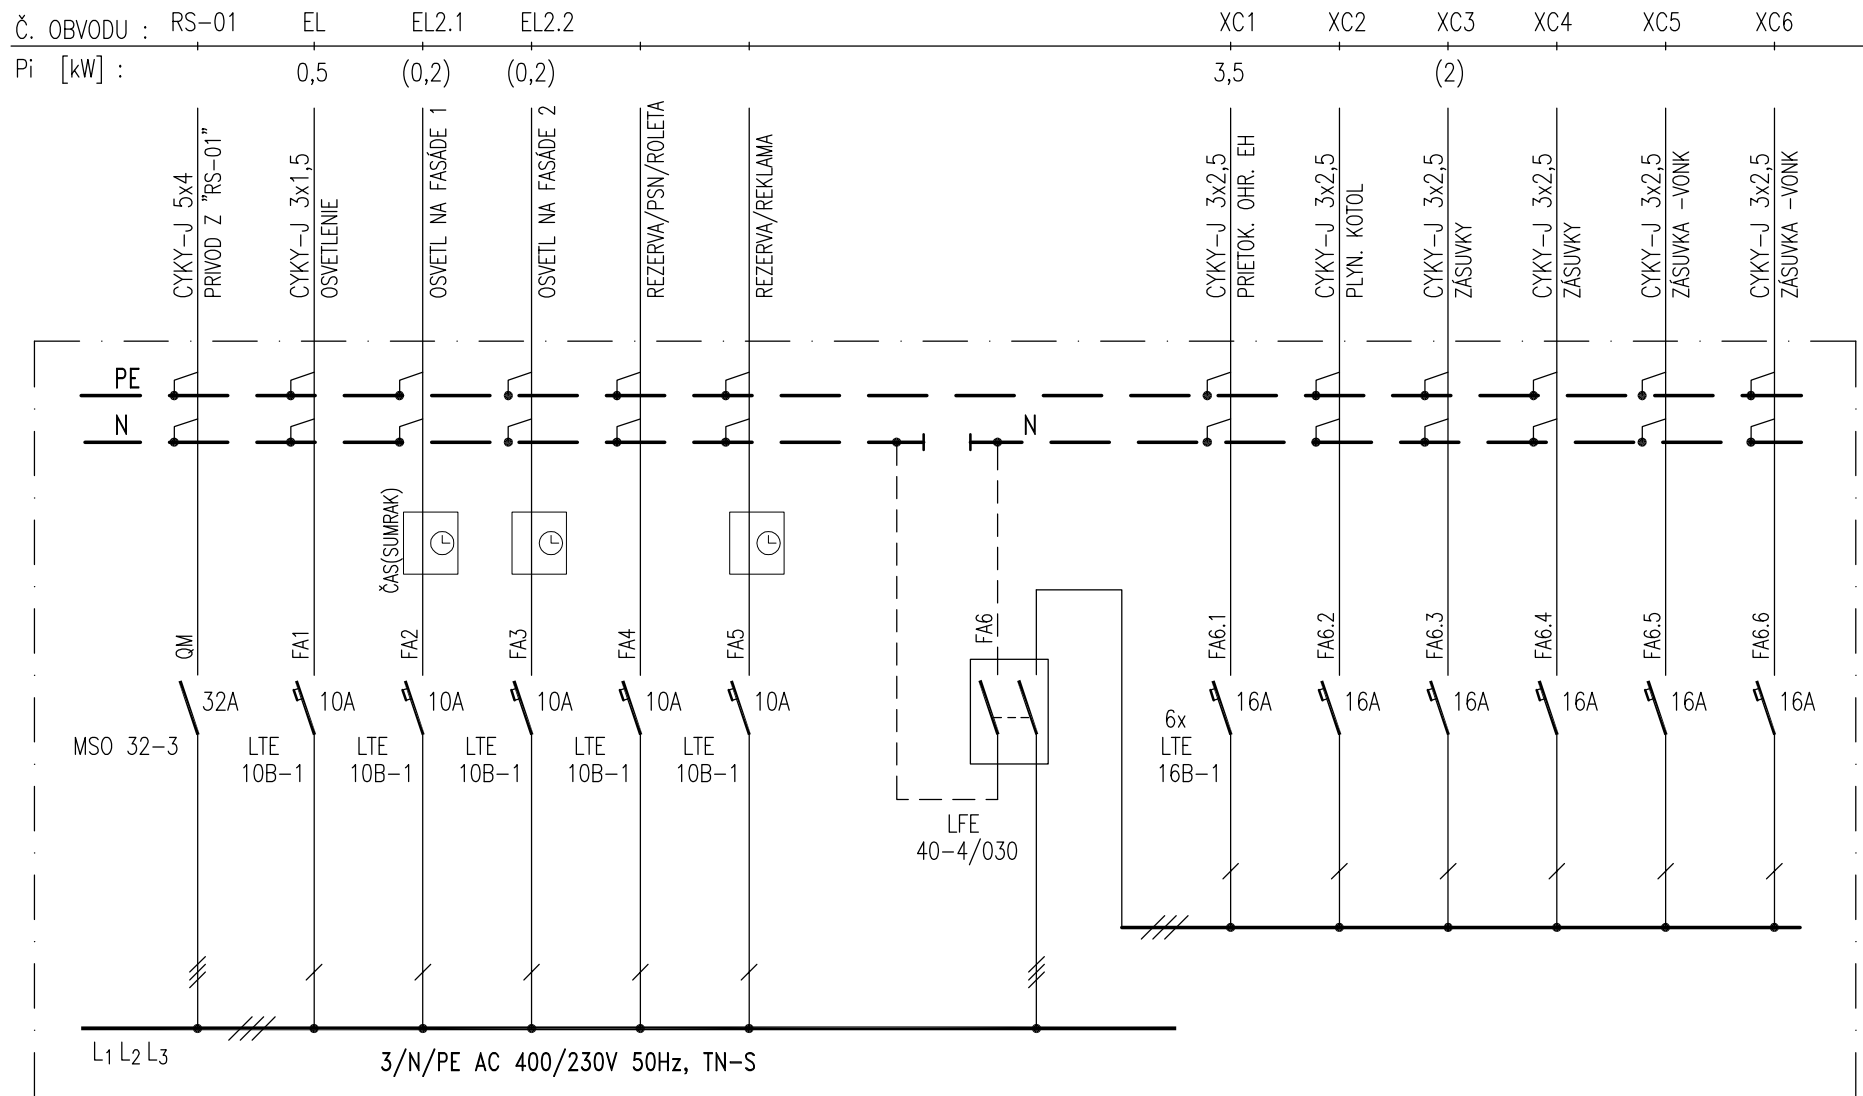 Č. OBVODU : RS-01 EL EL2.1 EL2.2 XC1 XC2 XC3 XC4 XC5 XC6
Pi [kW] : 0,5 (0,2) (0,2) 3,5 (2)
CYKY-J 5x4
PRIVOD Z "RS-01"
CYKY-J 3x1,5
OSVETLENIE
OSVETL NA FASÁDE 1
OSVETL NA FASÁDE 2
REZERVA/PSN/ROLETA
REZERVA/REKLAMA
CYKY-J 3x2,5
PRIETOK. OHR. EH
CYKY-J 3x2,5
PLYN. KOTOL
CYKY-J 3x2,5
ZÁSUVKY
CYKY-J 3x2,5
ZÁSUVKY
CYKY-J 3x2,5
ZÁSUVKA -VONK
CYKY-J 3x2,5
ZÁSUVKA -VONK
PE
N N
ČAS(SUMRAK)
QM FA1 FA2 FA3 FA4 FA5 FA6 FA6.1 FA6.2 FA6.3 FA6.4 FA6.5 FA6.6
32A 10A 10A 10A 10A 10A 16A 16A 16A 16A 16A 16A
MSO 32-3
LTE
10B-1
LTE
10B-1
LTE
10B-1
LTE
10B-1
LTE
10B-1
6x
LTE
16B-1
LFE
40-4/030
L1 L2 L3
3/N/PE AC 400/230V 50Hz, TN-S